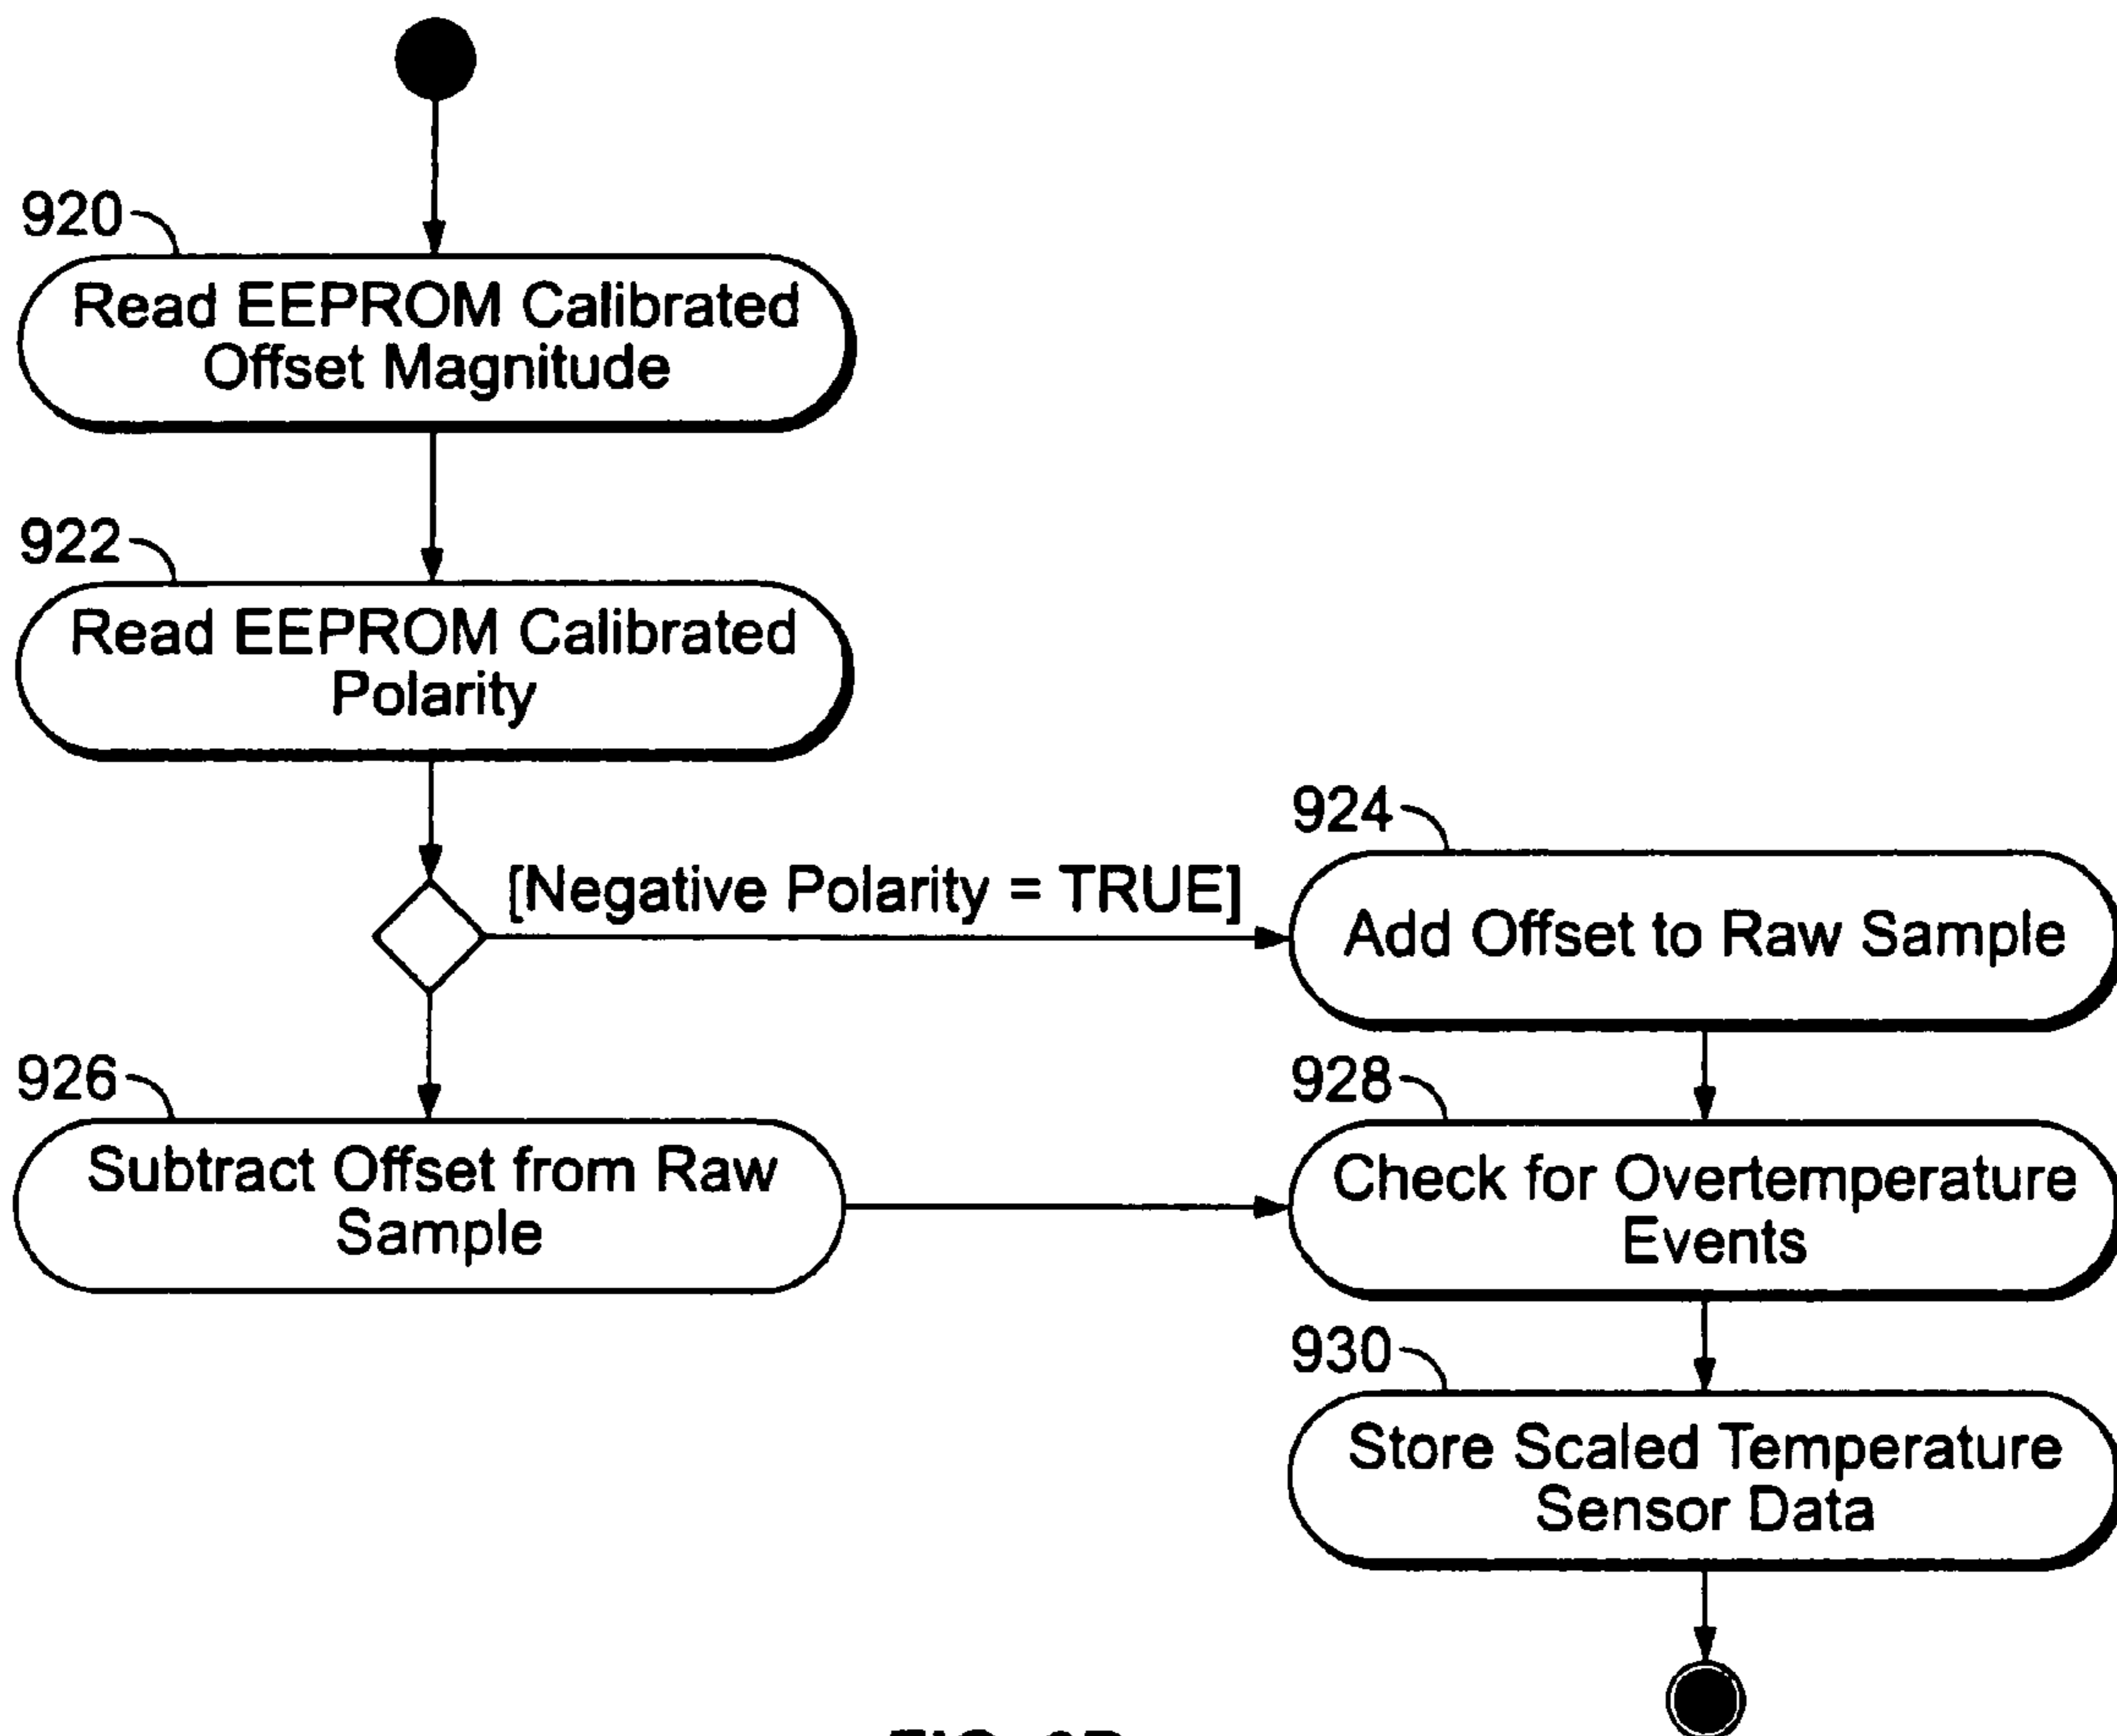 920
Read EEPROM Calibrated
Offset Magnitude
922
Read EEPROM Calibrated
Polarity
[Negative Polarity = TRUE]
924
Add Offset to Raw Sample
926
Subtract Offset from Raw
Sample
928
Check for Overtemperature
Events
930
Store Scaled Temperature
Sensor Data